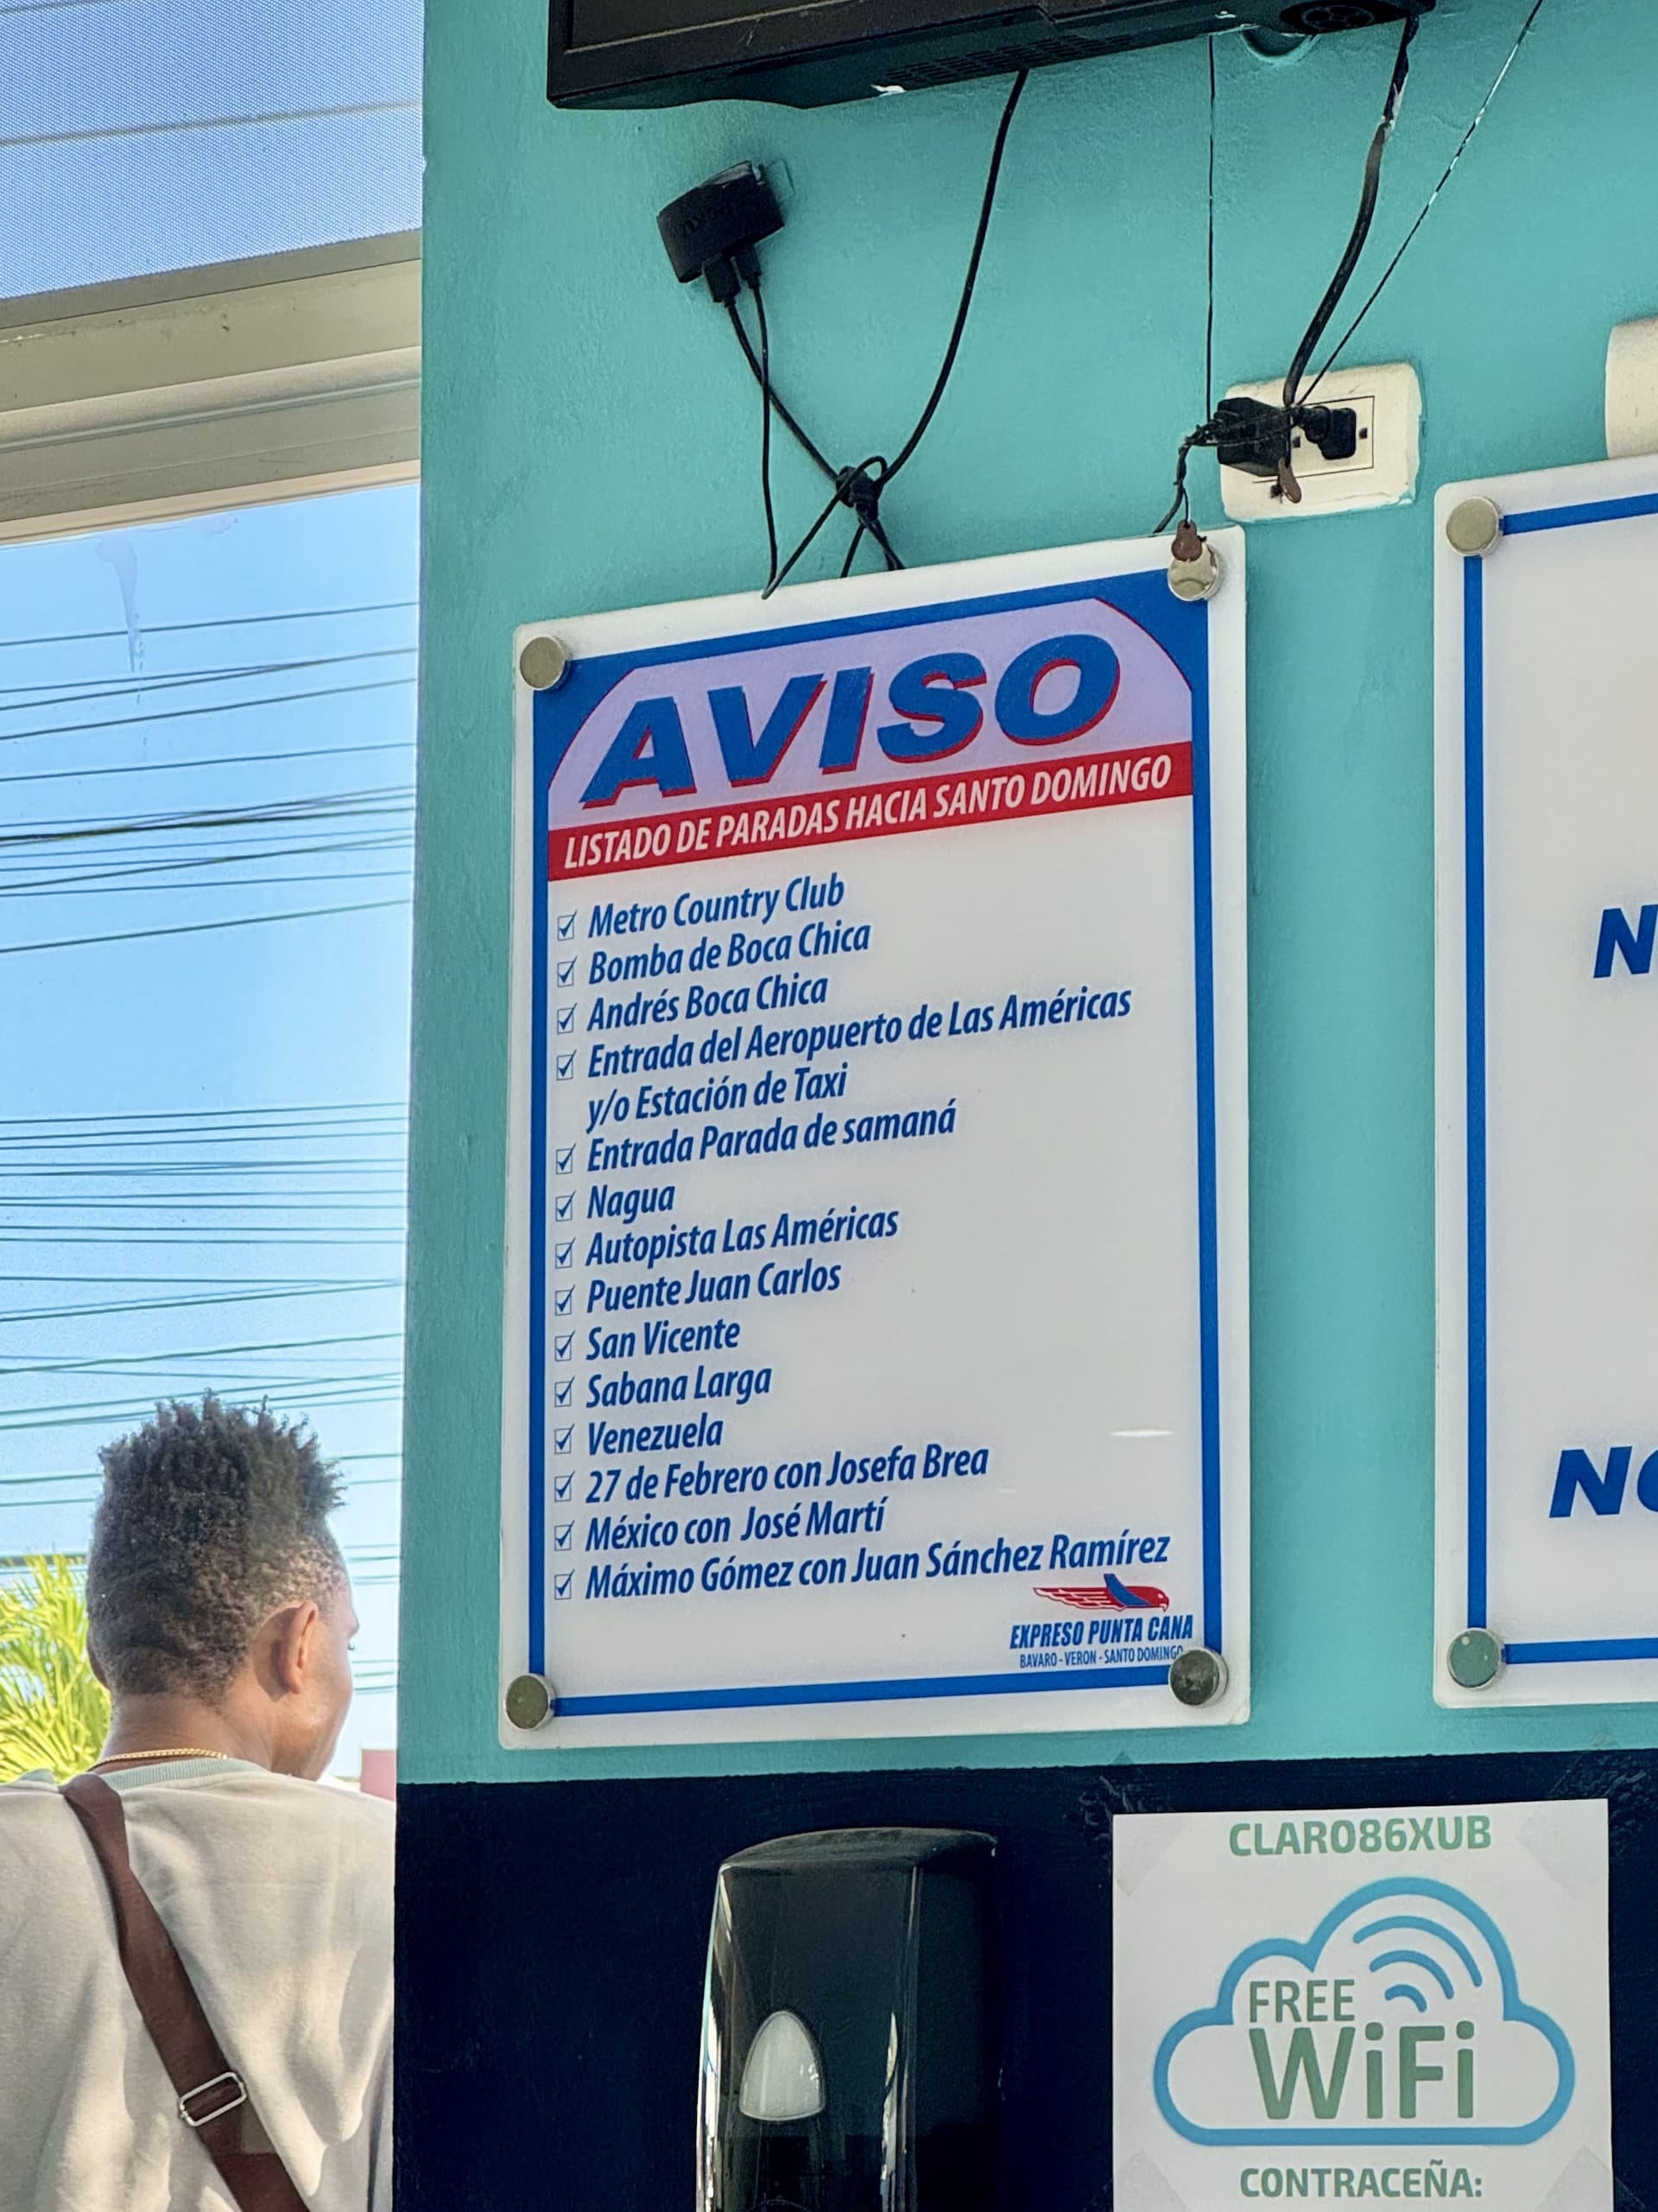 AVISO
LISTADO DE PARADAS HACIA SANTO DOMINGO
Metro Country Club
Bomba de Boca Chica
Andrés Boca Chica
Entrada del Aeropuerto de Las Américas
y/o Estación de Taxi
Entrada Parada de samaná
Nagua
Autopista Las Américas
Puente Juan Carlos
San Vicente
Sabana Larga
Venezuela
27 de Febrero con Josefa Brea
México con José Martí
Máximo Gómez con Juan Sánchez Ramírez
EXPRESO PUNTA CANA
BAVARO - VERON - SANTO DOMINGO
CLARO86XUB
FREE
WiFi
CONTRACEÑA: